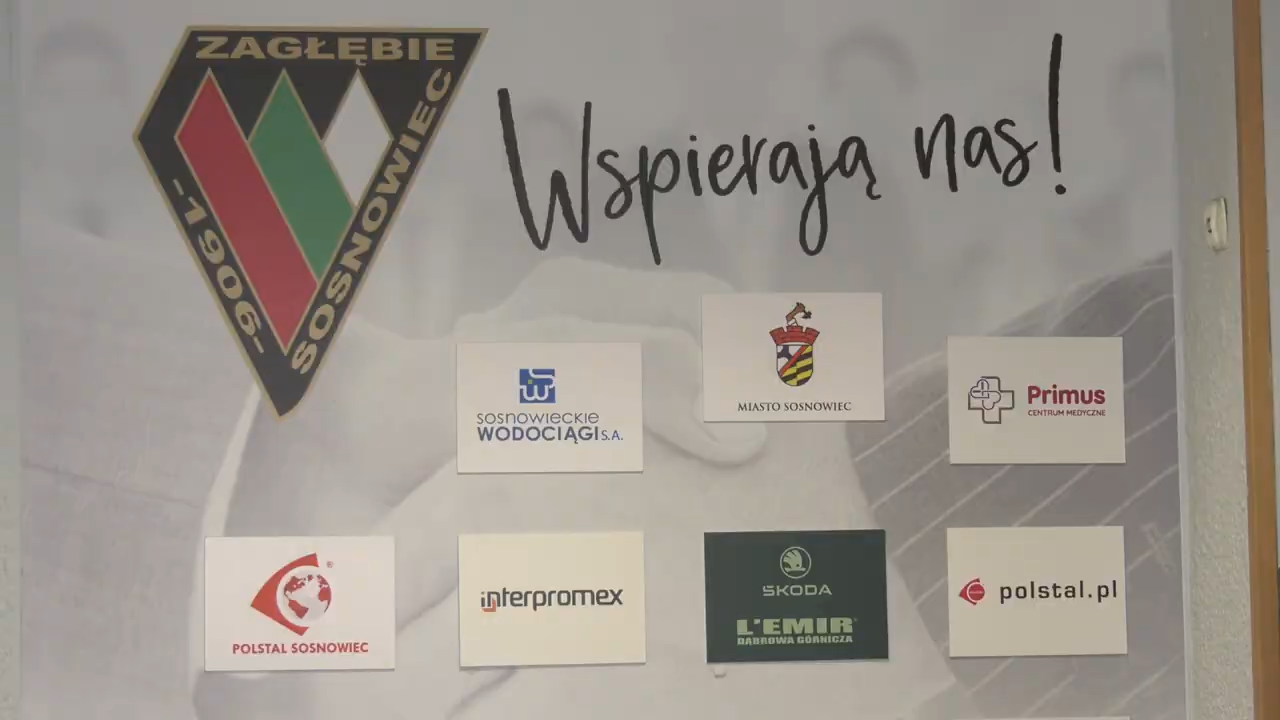 ZAGŁĘBIE
SOSNOWIEC
-1906-
Wspierają nas!
SOSNOWIECKIE
WODOCIĄGI S.A.
MIASTO SOSNOWIEC
Primus
CENTRUM MEDYCZNE
®
POLSTAL SOSNOWIEC
interpromex
ŠKODA
L'EMIR®
DĄBROWA GÓRNICZA
polstal.pl